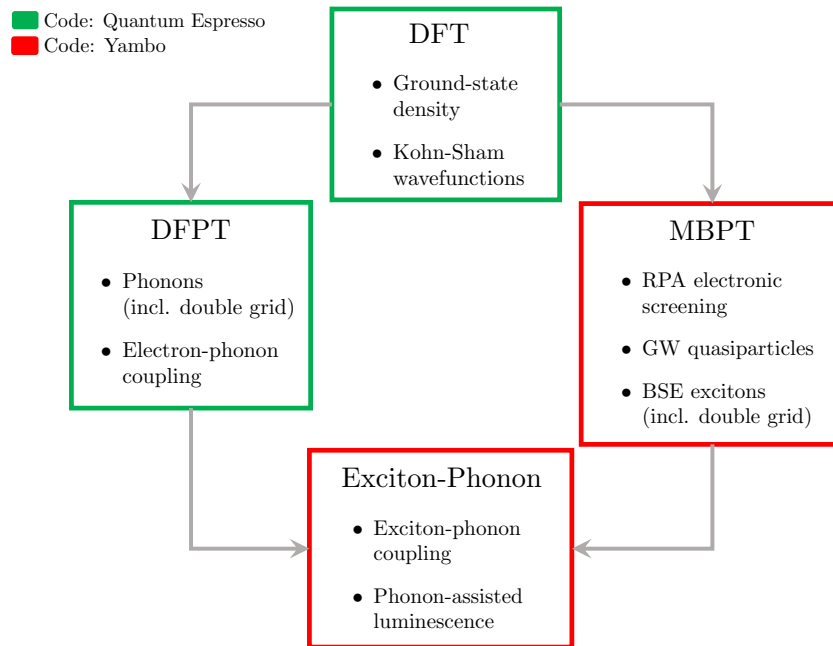 Code: Quantum Espresso
Code: Yambo
DFT
• Ground-state
density
• Kohn-Sham
wavefunctions
DFPT
• Phonons
(incl. double grid)
• Electron-phonon
coupling
MBPT
• RPA electronic
screening
• GW quasiparticles
• BSE excitons
(incl. double grid)
Exciton-Phonon
• Exciton-phonon
coupling
• Phonon-assisted
luminescence